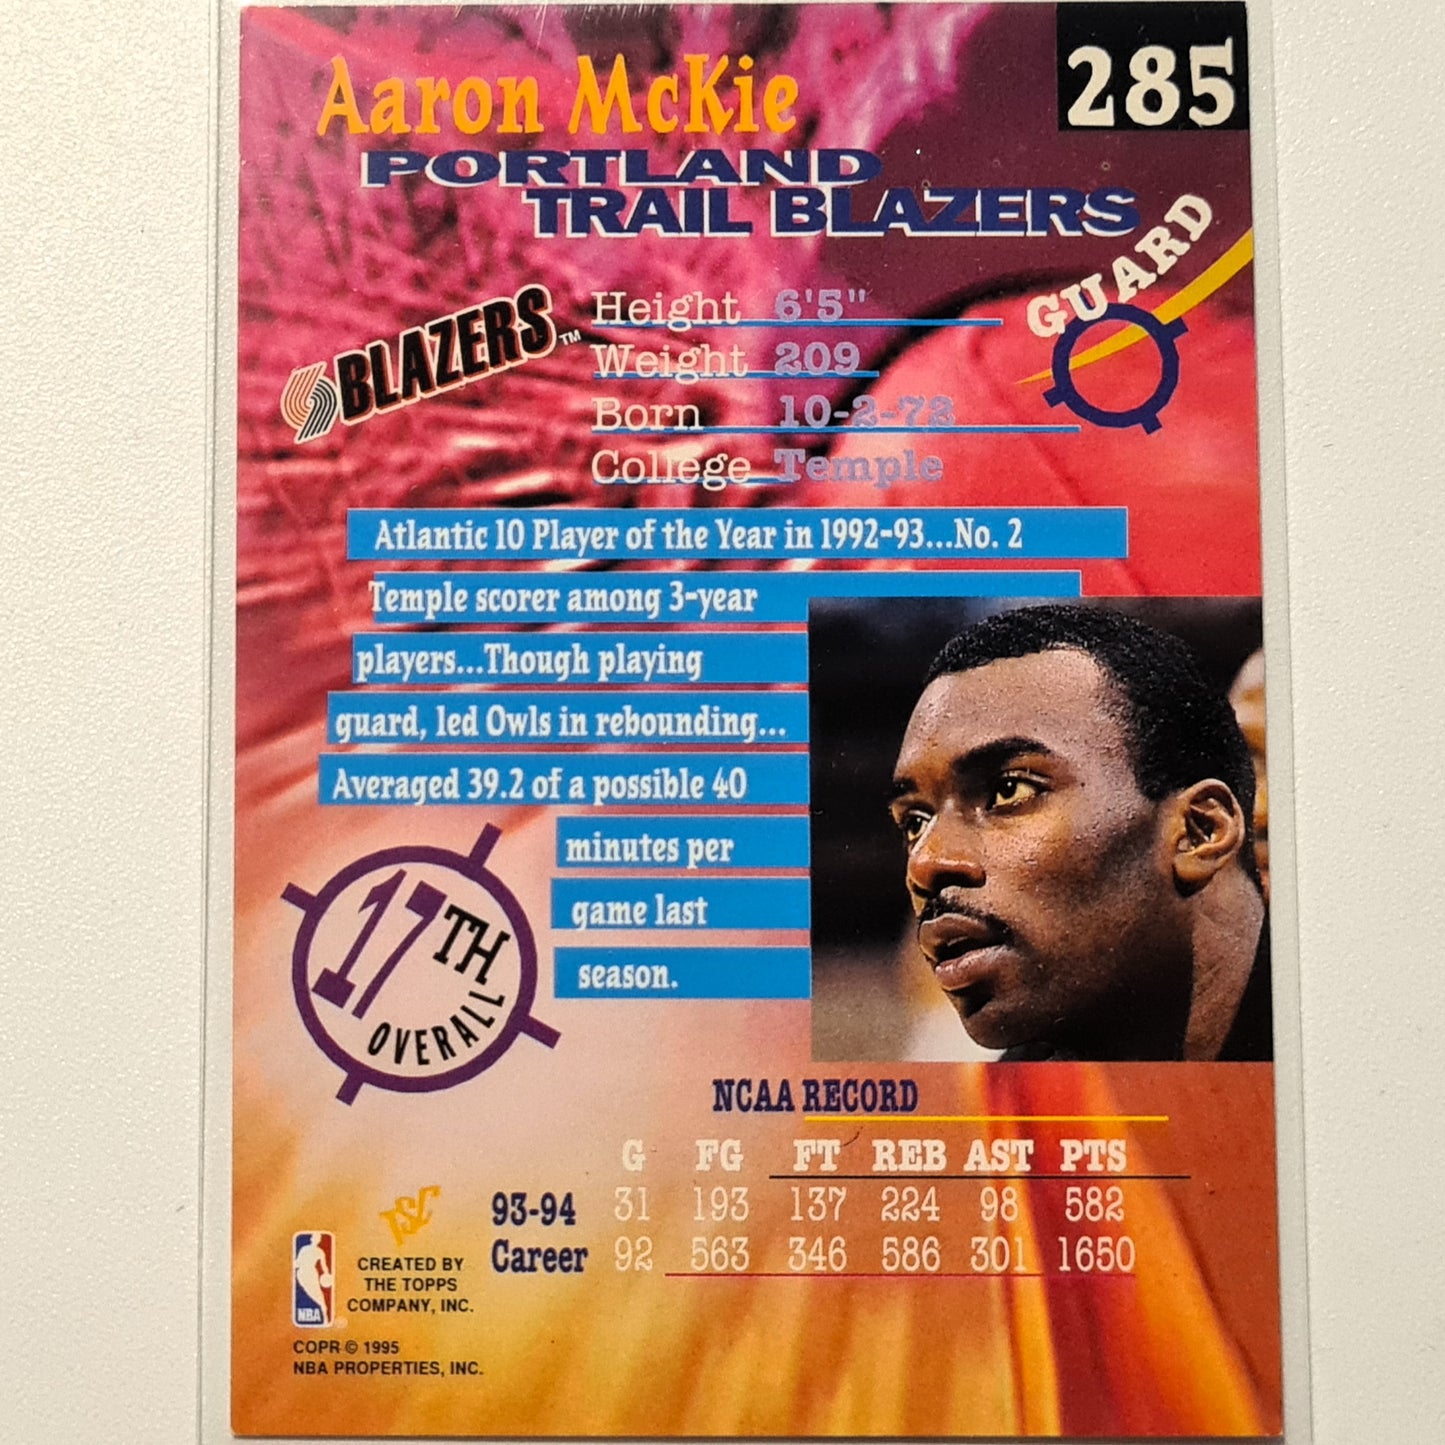 Aaron McKie
285
PORTLAND
TRAIL BLAZERS
GUARD
BLAZERS™
Height 6'5"
Weight 209
Born 10-2-72
College Temple
Atlantic 10 Player of the Year in 1992-93...No. 2
Temple scorer among 3-year
players...Though playing
guard, led Owls in rebounding...
Averaged 39.2 of a possible 40
minutes per
game last
season.
17TH
OVERALL
NCAA RECORD
G FG FT REB AST PTS
93-94 31 193 137 224 98 582
Career 92 563 346 586 301 1650
TSC
CREATED BY
THE TOPPS
COMPANY, INC.
NBA
COPR © 1995
NBA PROPERTIES, INC.